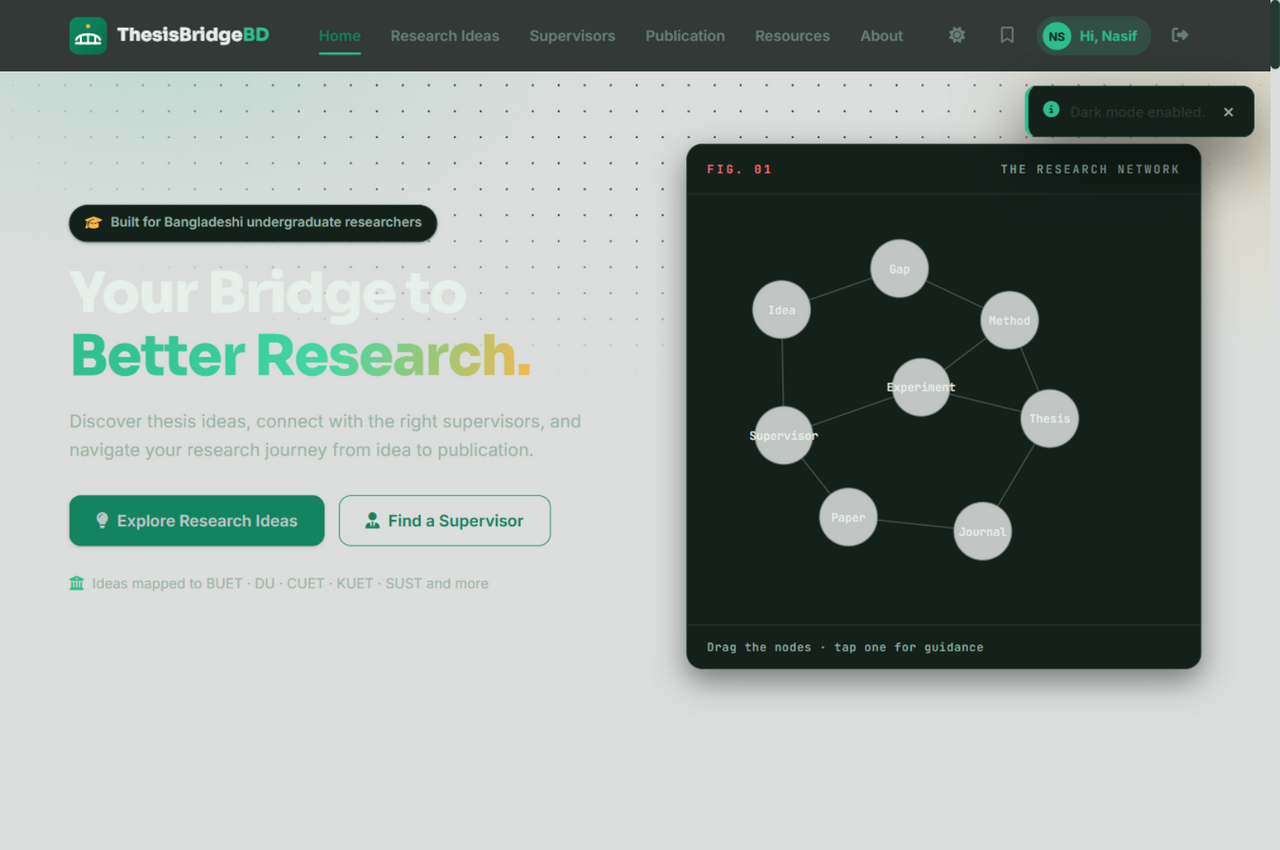 ThesisBridgeBD
Home Research Ideas Supervisors Publication Resources About NS Hi, Nasif
Dark mode enabled.
FIG. 01 THE RESEARCH NETWORK
Built for Bangladeshi undergraduate researchers
Your Bridge to
Better Research.
Discover thesis ideas, connect with the right supervisors, and
navigate your research journey from idea to publication.
Explore Research Ideas Find a Supervisor
Ideas mapped to BUET · DU · CUET · KUET · SUST and more
Gap
Idea
Method
Experiment
Thesis
Supervisor
Paper
Journal
Drag the nodes · tap one for guidance